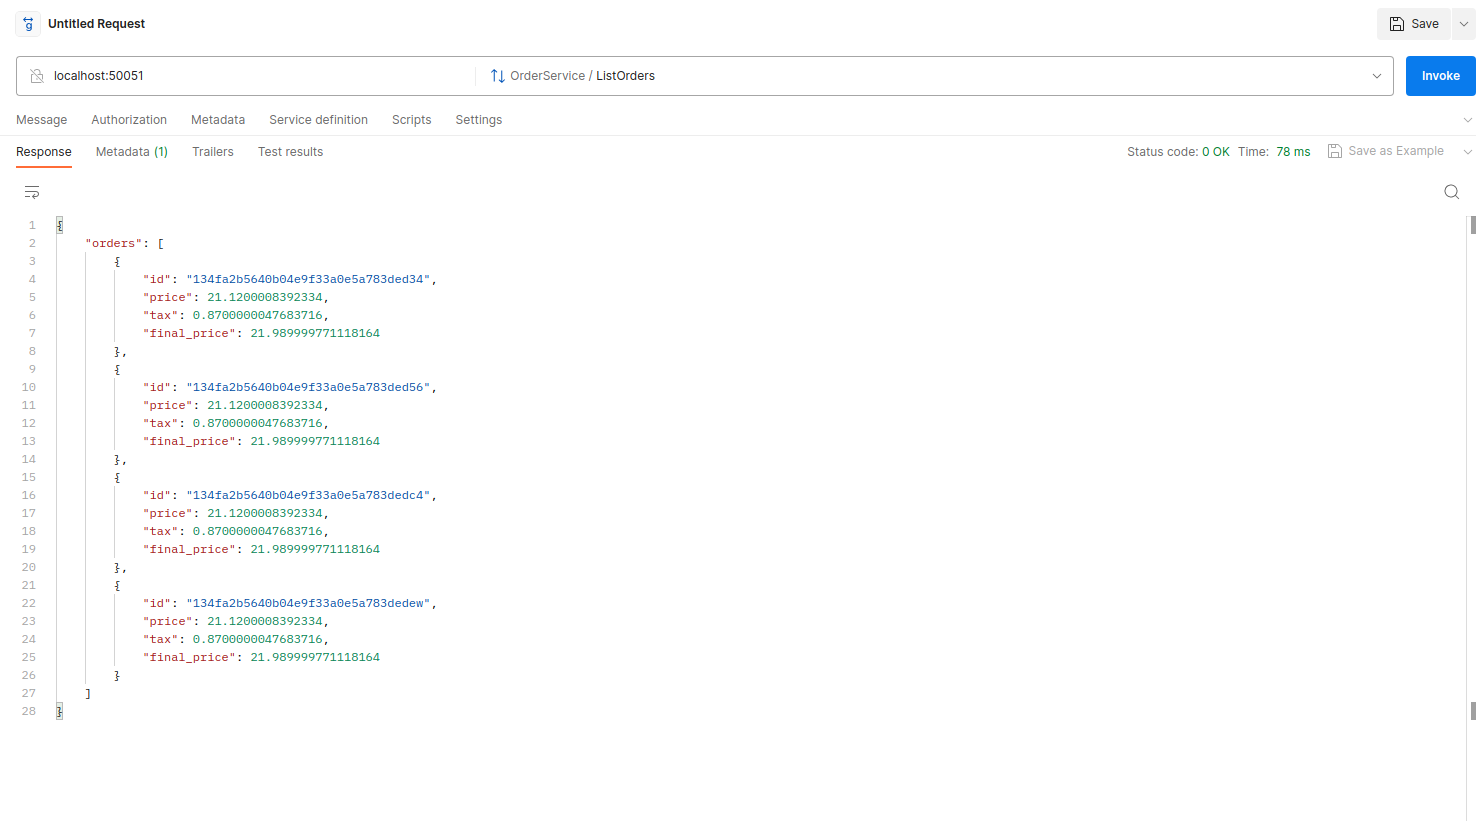 Untitled Request
Save
localhost:50051
OrderService / ListOrders
Invoke
Message Authorization Metadata Service definition Scripts Settings
Response Metadata (1) Trailers Test results Status code: 0 OK Time: 78 ms Save as Example
1 {
2 "orders": [
3 {
4 "id": "134fa2b5640b04e9f33a0e5a783ded34",
5 "price": 21.1200008392334,
6 "tax": 0.8700000047683716,
7 "final_price": 21.989999771118164
8 },
9 {
10 "id": "134fa2b5640b04e9f33a0e5a783ded56",
11 "price": 21.1200008392334,
12 "tax": 0.8700000047683716,
13 "final_price": 21.989999771118164
14 },
15 {
16 "id": "134fa2b5640b04e9f33a0e5a783dedc4",
17 "price": 21.1200008392334,
18 "tax": 0.8700000047683716,
19 "final_price": 21.989999771118164
20 },
21 {
22 "id": "134fa2b5640b04e9f33a0e5a783dedew",
23 "price": 21.1200008392334,
24 "tax": 0.8700000047683716,
25 "final_price": 21.989999771118164
26 }
27 ]
28 }